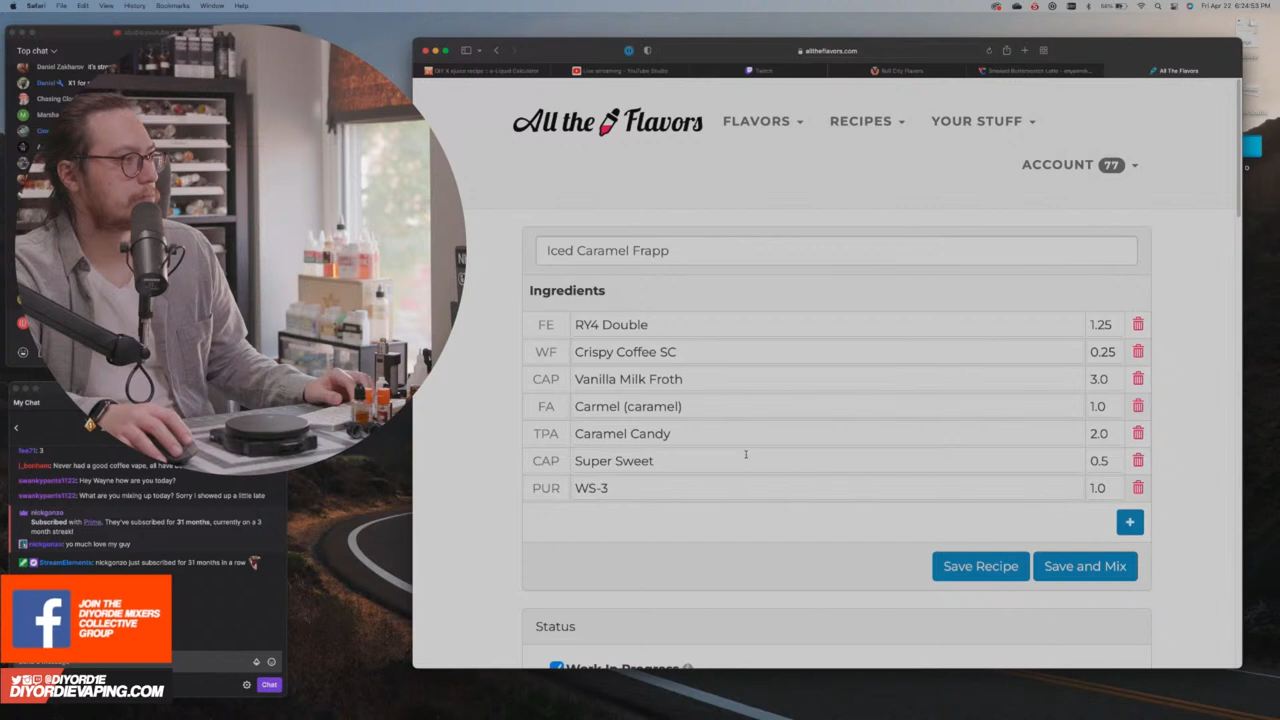 Safari File Edit View History Bookmarks Window Help
58% Fri Apr 22 6:24:53 PM
Top chat
Daniel Zakharov it's
Daniel X1 for
Chasing Clo
Marsha
My Chat
fee71: 3
j_bonham: Never had a good coffee vape, all have
swankypants1122: Hey Wayne how are you today?
swankypants1122: What are you mixing up today? Sorry I showed up a little late
nickgonzo
Subscribed with Prime. They've subscribed for 31 months, currently on a 3
month streak!
nickgonzo: yo much love my guy
StreamElements: nickgonzo just subscribed for 31 months in a row
Chat
JOIN THE
DIYORDIE MIXERS
COLLECTIVE
GROUP
@DIYORD1E
DIYORDIEVAPING.COM
alltheflavors.com
DIY E-juice recipe :: e-Liquid Calculator
Live streaming - YouTube Studio
Twitch
Bull City Flavors
Smoked Butterscotch Latte -
All The Flavors
All the Flavors
FLAVORS
RECIPES
YOUR STUFF
ACCOUNT 77
Iced Caramel Frapp
Ingredients
FE RY4 Double 1.25
WF Crispy Coffee SC 0.25
CAP Vanilla Milk Froth 3.0
FA Carmel (caramel) 1.0
TPA Caramel Candy 2.0
CAP Super Sweet 0.5
PUR WS-3 1.0
+
Save Recipe
Save and Mix
Status
Work In Progress